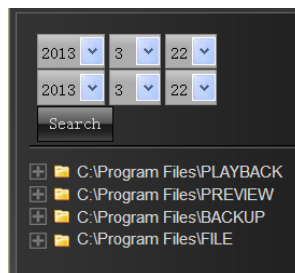 2013 3 22
2013 3 22
Search
C:\Program Files\PLAYBACK
C:\Program Files\PREVIEW
C:\Program Files\BACKUP
C:\Program Files\FILE